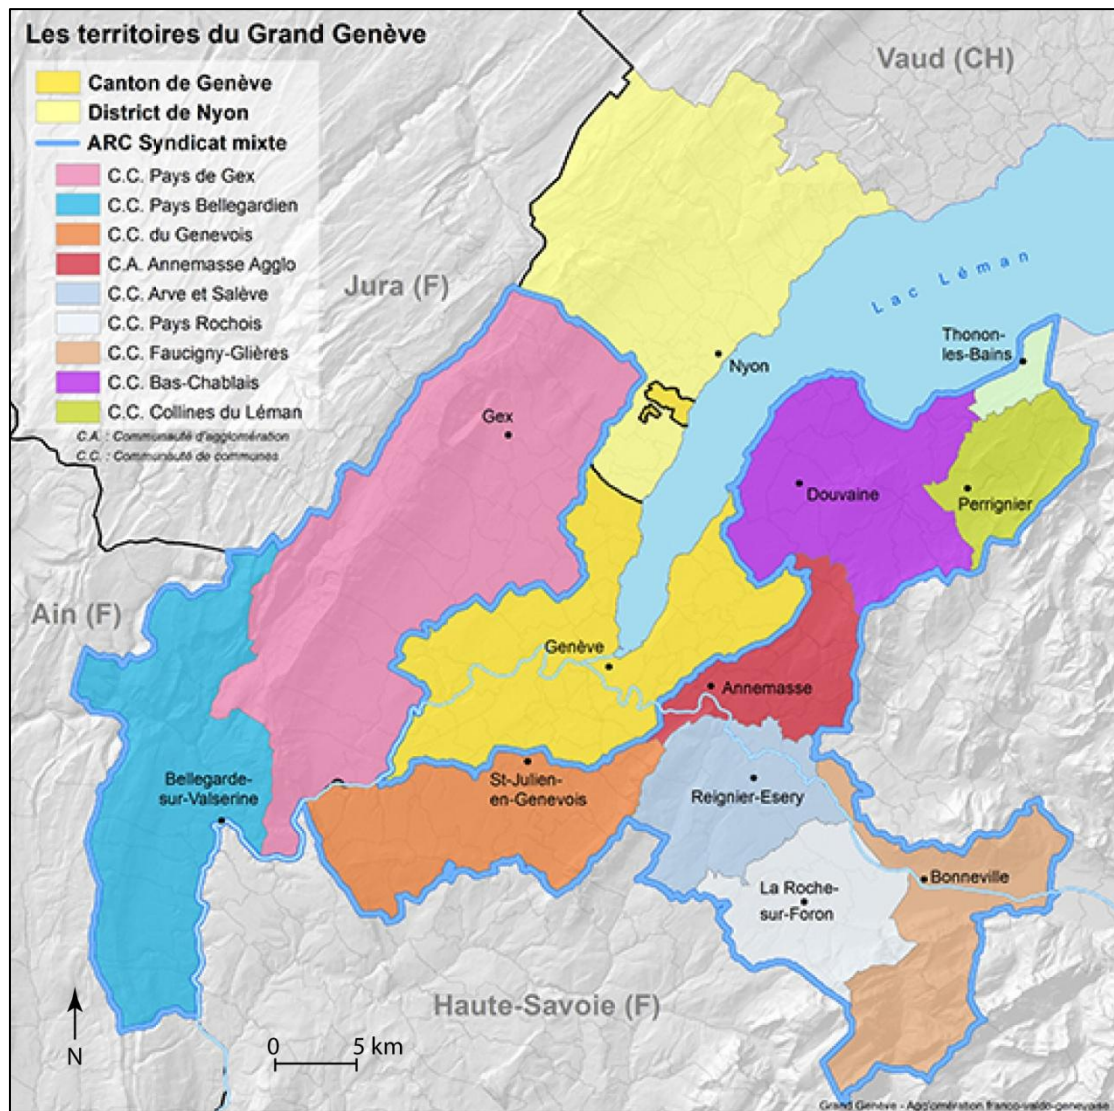 Les territoires du Grand Genève
Canton de Genève
District de Nyon
ARC Syndicat mixte
C.C. Pays de Gex
C.C. Pays Bellegardien
C.C. du Genevois
C.A. Annemasse Agglo
C.C. Arve et Salève
C.C. Pays Rochois
C.C. Faucigny-Glières
C.C. Bas-Chablais
C.C. Collines du Léman
C.A. : Communauté d'agglomération
C.C. : Communauté de communes
Vaud (CH)
Jura (F)
Lac Léman
Thonon-
les-Bains
Nyon
Gex
Douvaine
Perrignier
Ain (F)
Genève
Annemasse
Bellegarde-
sur-Valserine
St-Julien-
en-Genevois
Reignier-Esery
La Roche-
sur-Foron
Bonneville
Haute-Savoie (F)
N
0 5 km
Grand Genève - Agglomération franco-valdo-genevoise